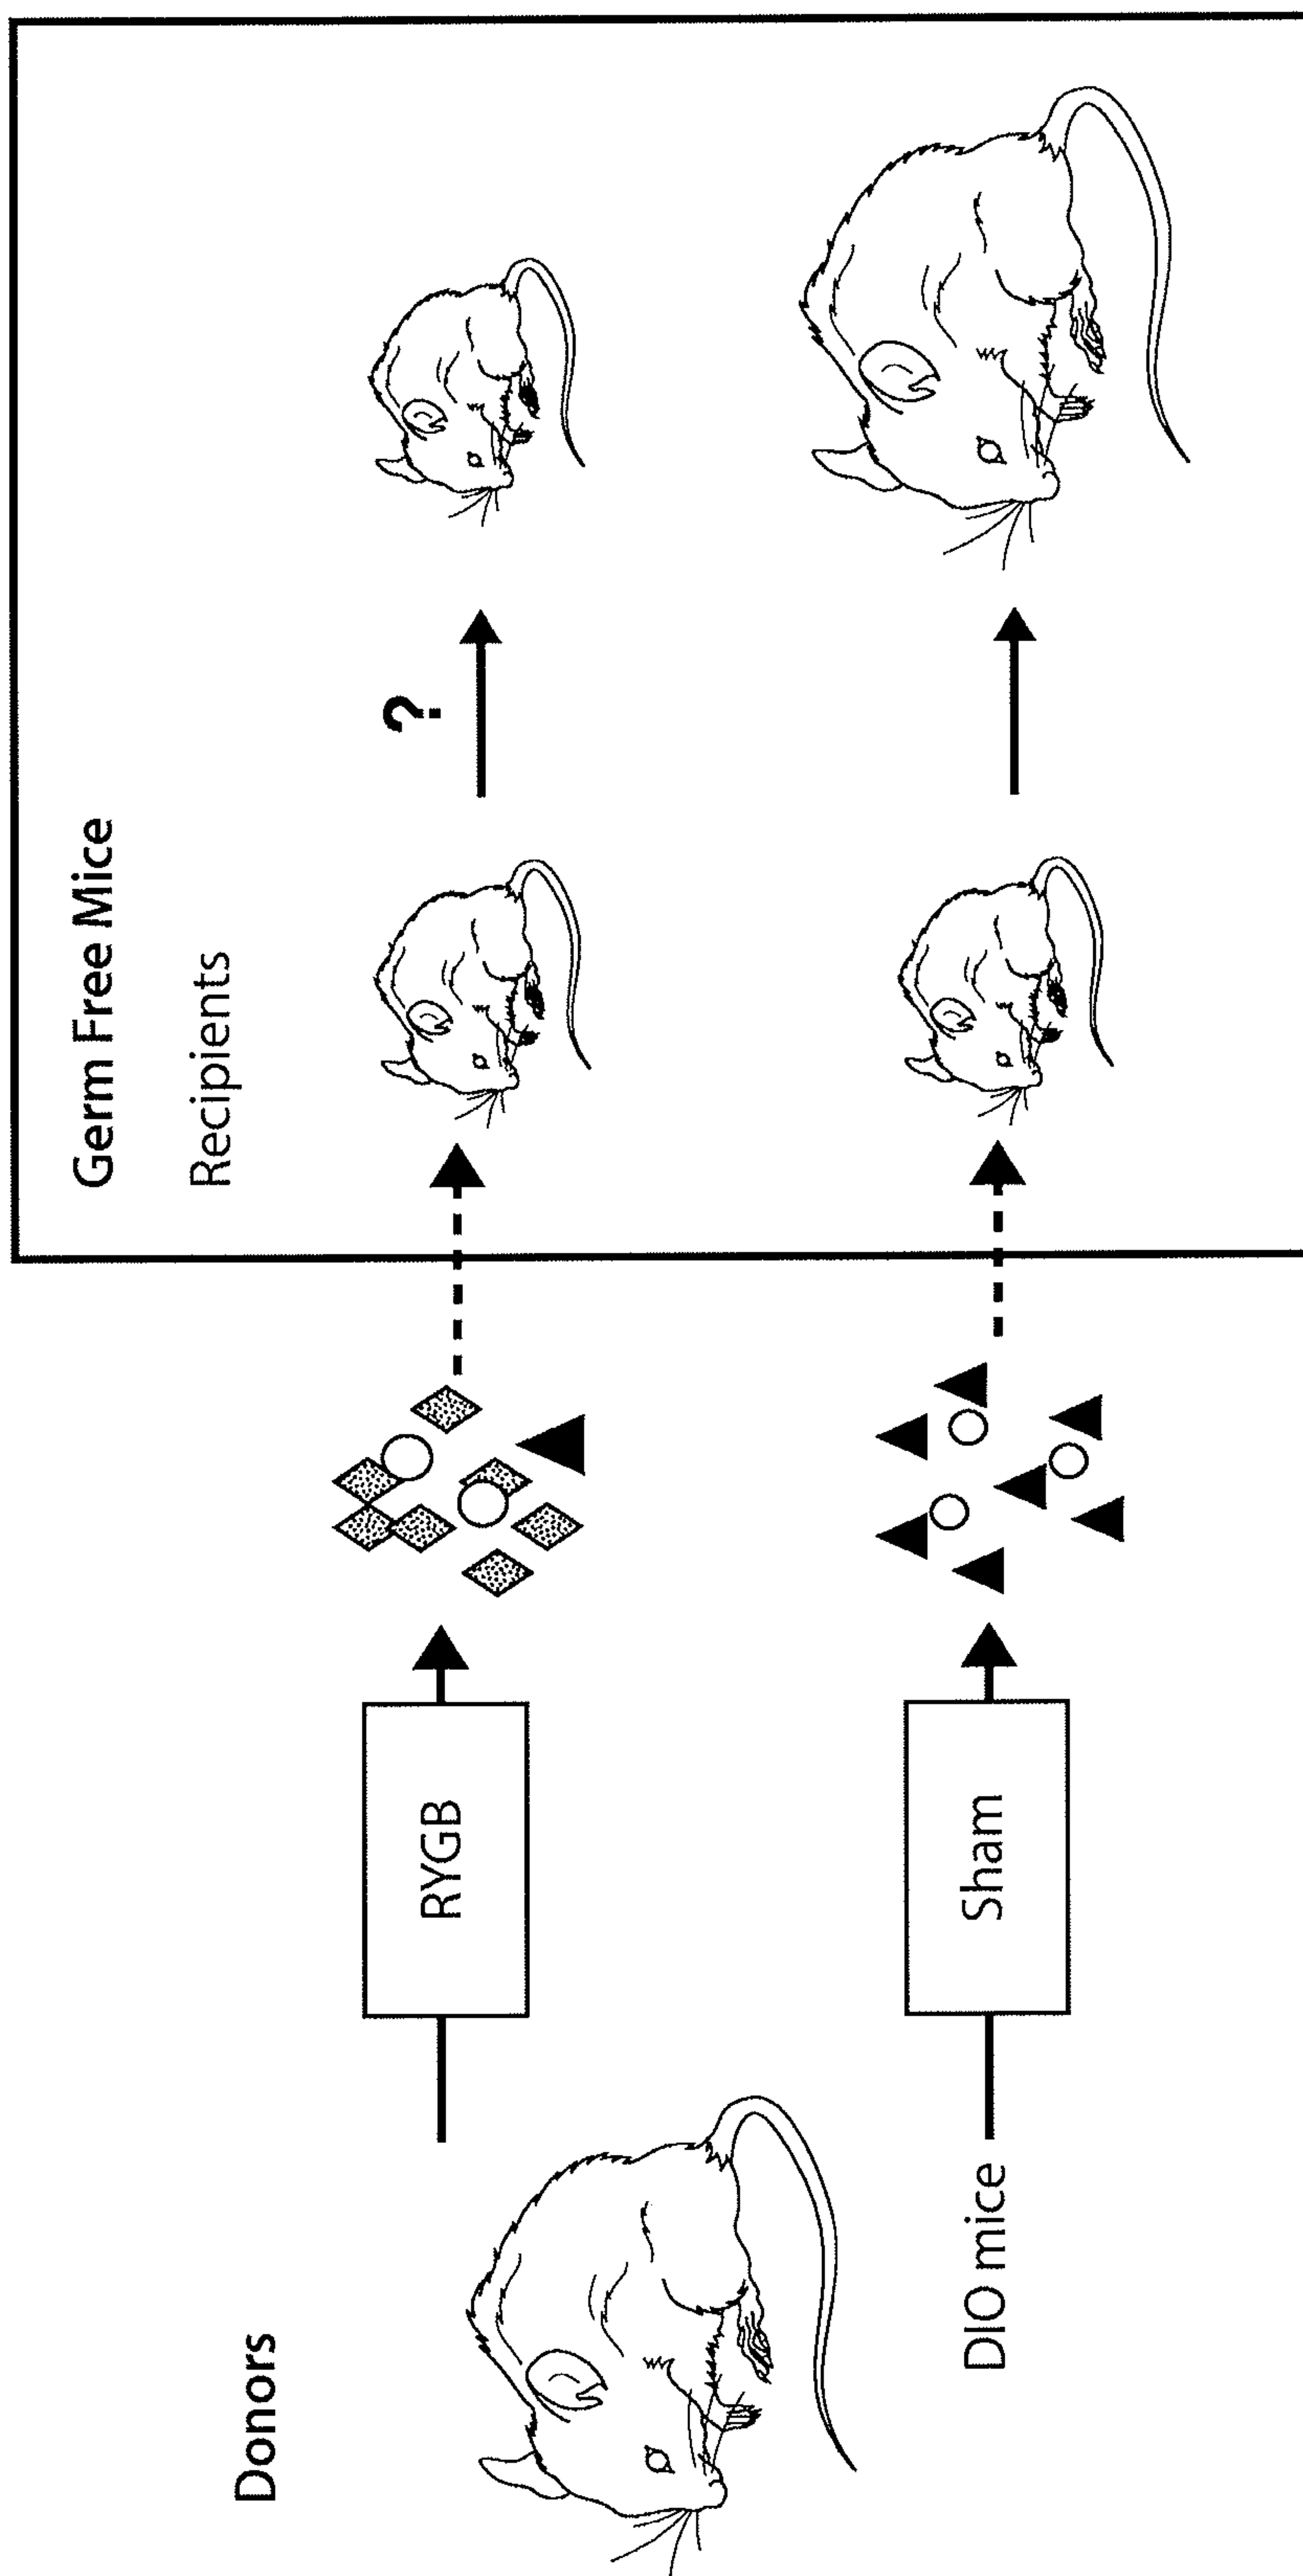 Donors
DIO mice
RYGB
Sham
Germ Free Mice
Recipients
?